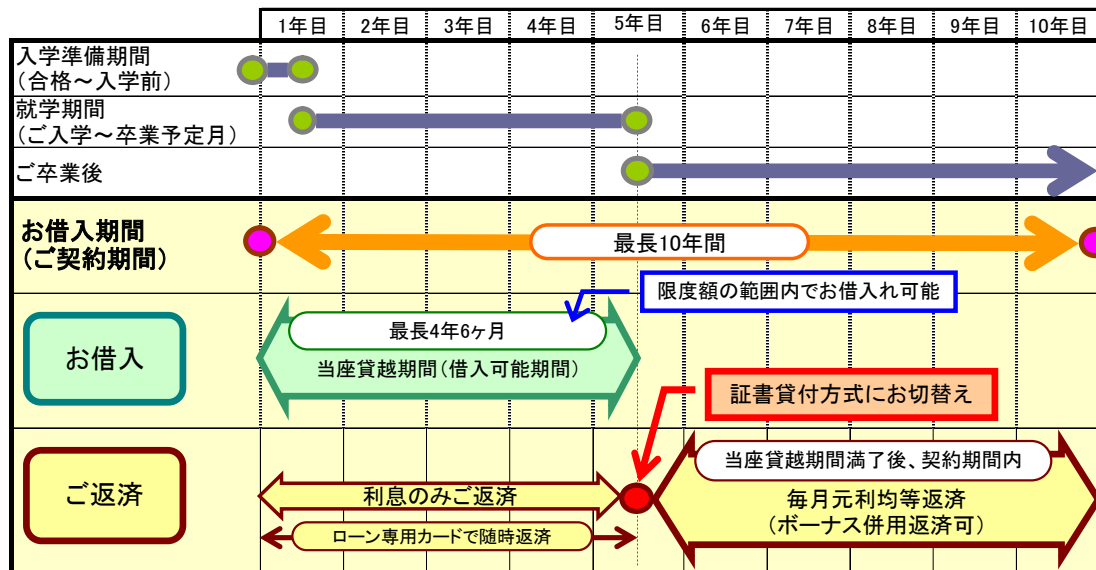 1年目 2年目 3年目 4年目 5年目 6年目 7年目 8年目 9年目 10年目
入学準備期間
(合格～入学前)
就学期間
(ご入学～卒業予定月)
ご卒業後
お借入期間
(ご契約期間)
最長10年間
限度額の範囲内でお借入れ可能
お借入
最長4年6ヶ月
当座貸越期間(借入可能期間)
証書貸付方式にお切替え
ご返済
当座貸越期間満了後、契約期間内
利息のみご返済
毎月元利均等返済
(ボーナス併用返済可)
ローン専用カードで随時返済